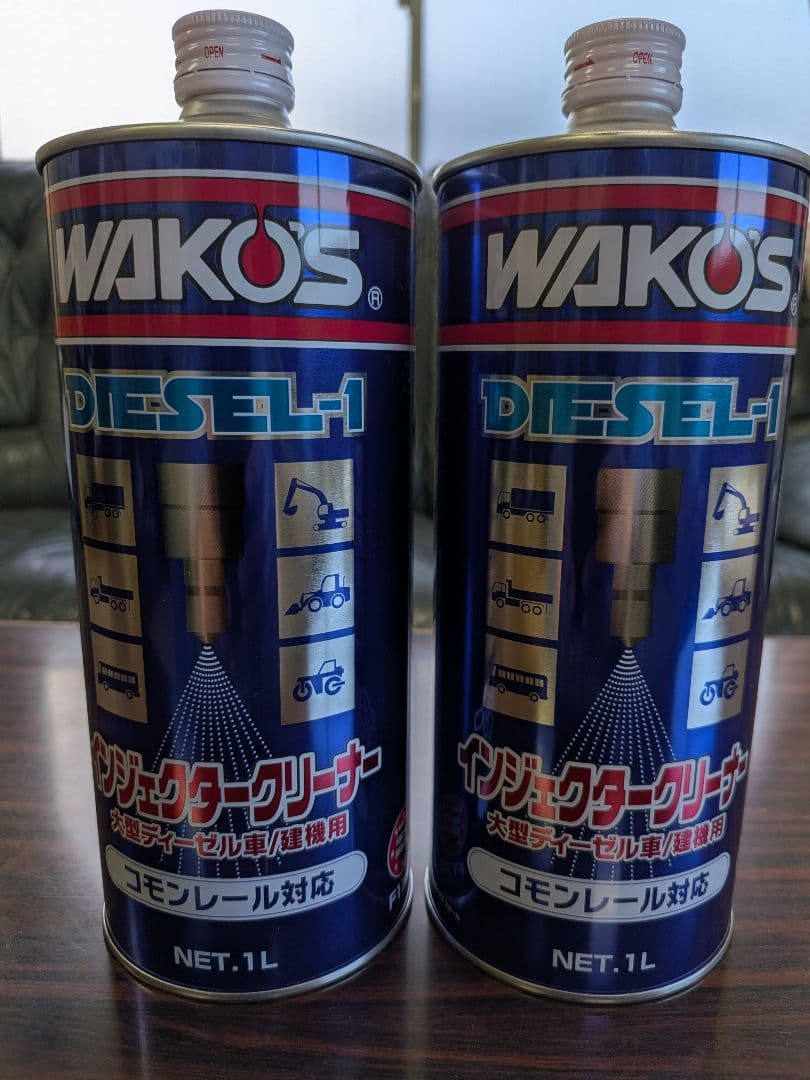 OPEN
WAKO'S
®
DIESEL-1
インジェクタークリーナー
大型ディーゼル車/建機用
コモンレール対応
NET.1L
OPEN
WAKO'S
®
DIESEL-1
インジェクタークリーナー
大型ディーゼル車/建機用
コモンレール対応
NET.1L